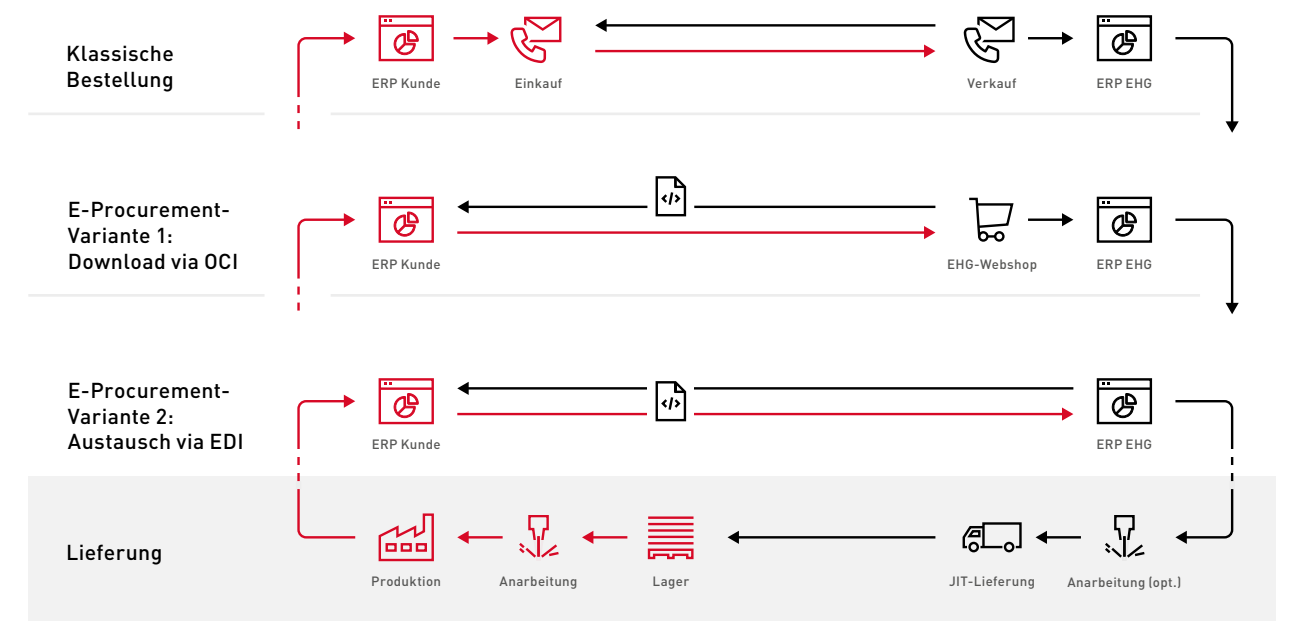 Klassische
Bestellung
ERP Kunde
Einkauf
Verkauf
ERP EHG
E-Procurement-
Variante 1:
Download via OCI
</>
ERP Kunde
EHG-Webshop
ERP EHG
E-Procurement-
Variante 2:
Austausch via EDI
</>
ERP Kunde
ERP EHG
Lieferung
Produktion
Anarbeitung
Lager
JIT-Lieferung
Anarbeitung (opt.)